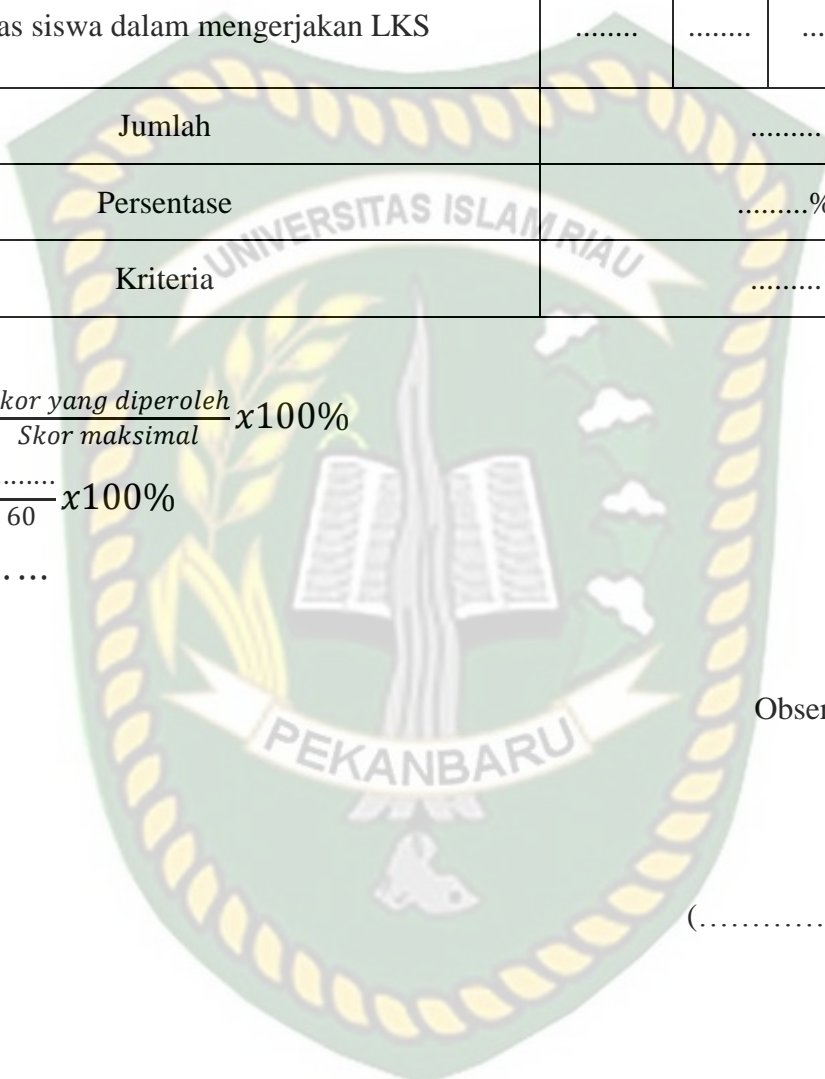 as siswa dalam mengerjakan LKS ........ ........ ...
Jumlah .........
Persentase .........%
Kriteria .........
UNIVERSITAS ISLAM RIAU
kor yang diperoleh
Skor maksimal x100%
.......
60 x100%
.....
PEKANBARU
Obser
(.............